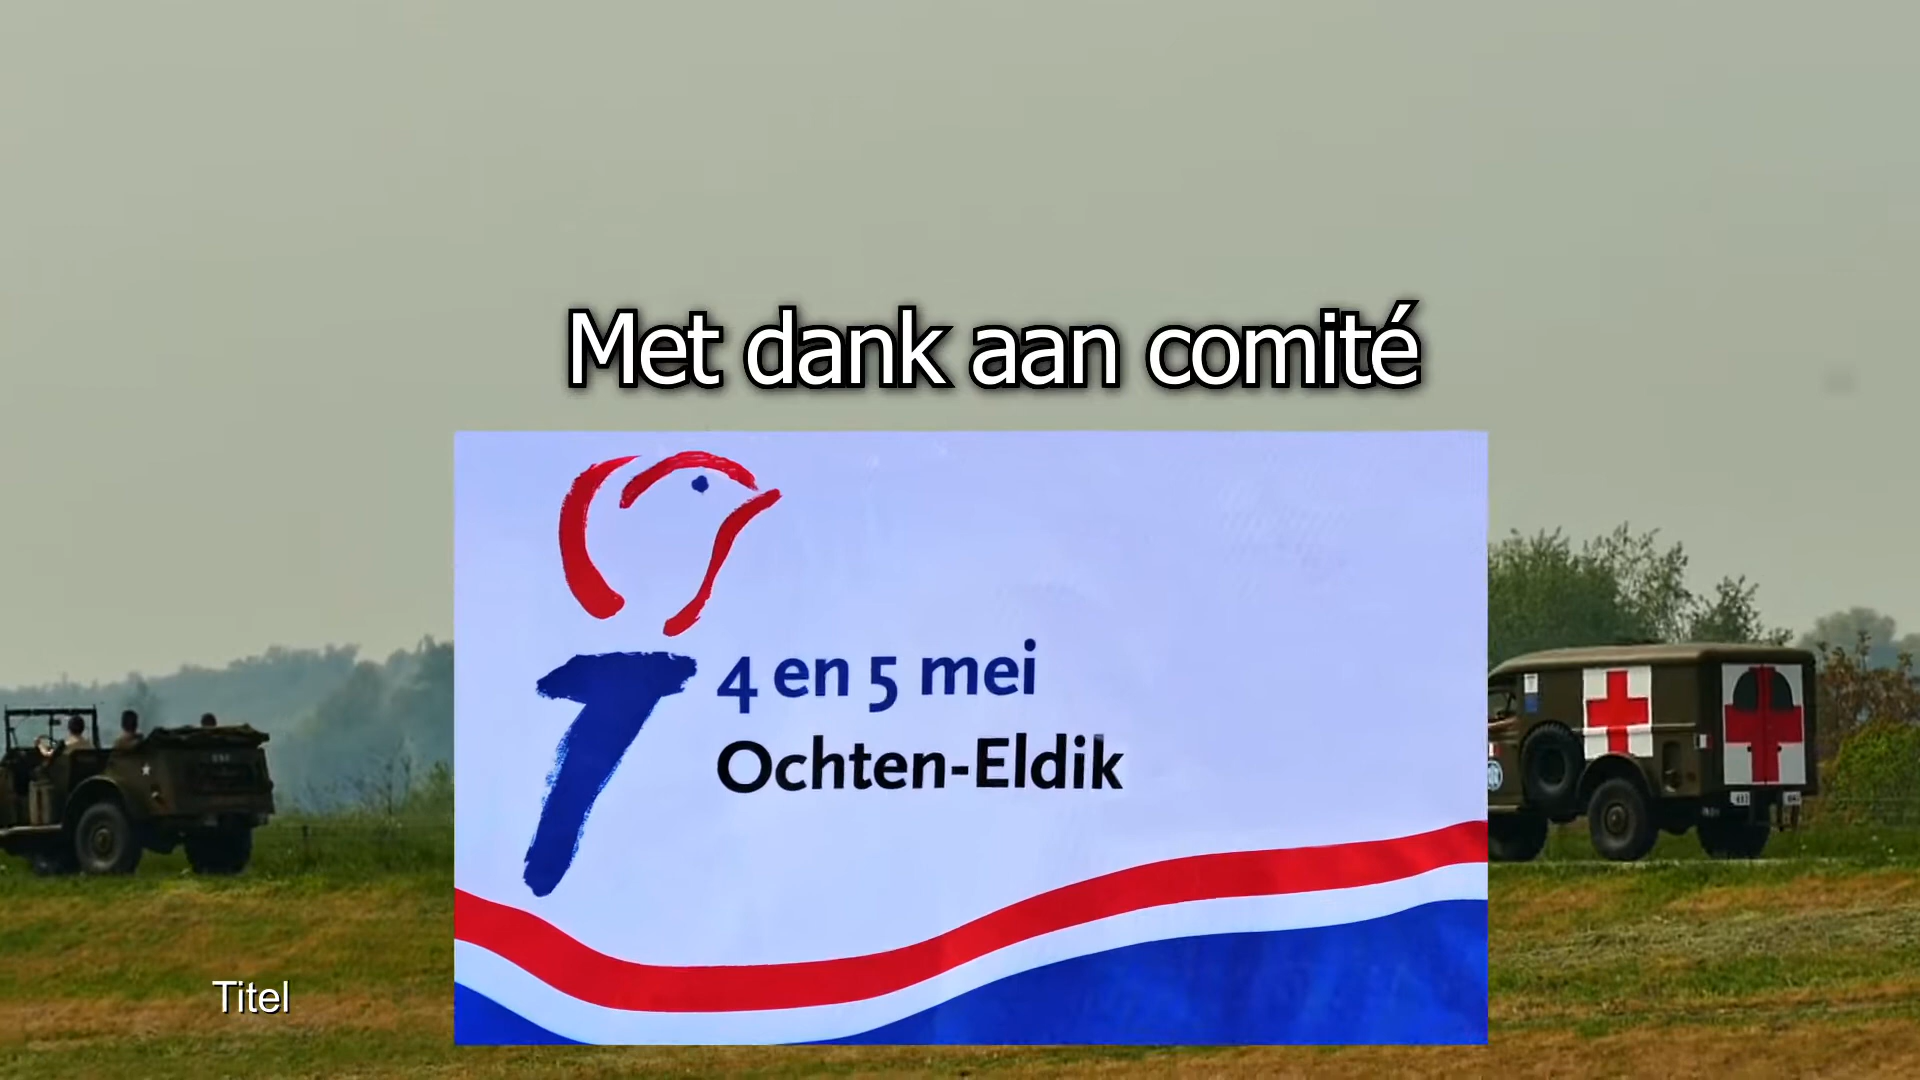 Met dank aan comité
4 en 5 mei
Ochten-Eldik
Titel